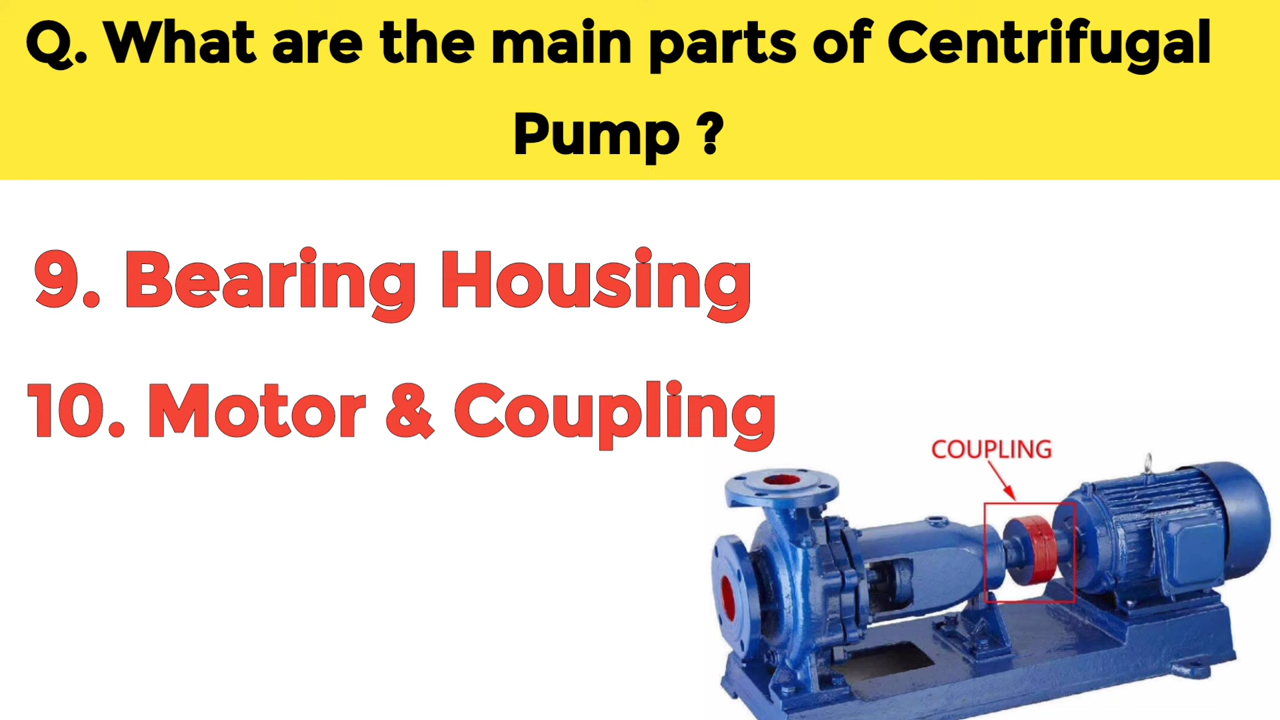 Q. What are the main parts of Centrifugal
Pump ?
9. Bearing Housing
10. Motor & Coupling
COUPLING